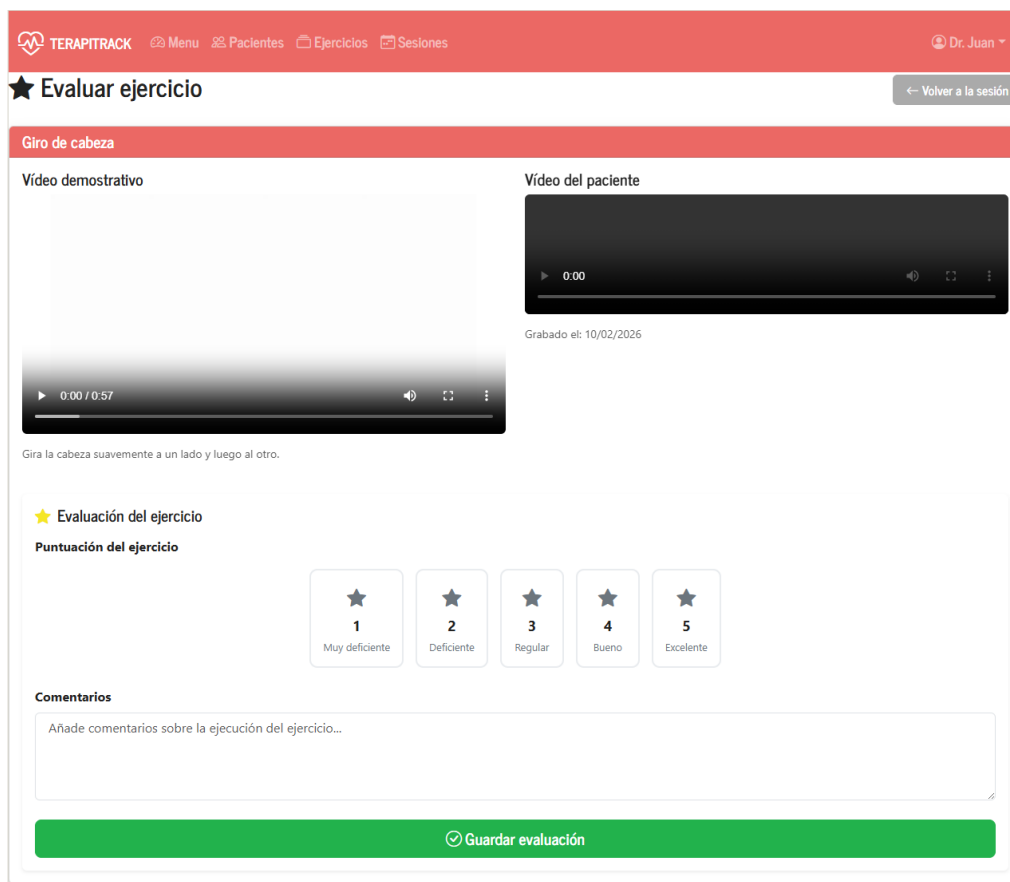 TERAPITRACK Menu Pacientes Ejercicios Sesiones Dr. Juan
Evaluar ejercicio
← Volver a la sesión
Giro de cabeza
Vídeo demostrativo
Vídeo del paciente
0:00
Grabado el: 10/02/2026
0:00 / 0:57
Gira la cabeza suavemente a un lado y luego al otro.
Evaluación del ejercicio
Puntuación del ejercicio
1 2 3 4 5
Muy deficiente Deficiente Regular Bueno Excelente
Comentarios
Añade comentarios sobre la ejecución del ejercicio...
Guardar evaluación